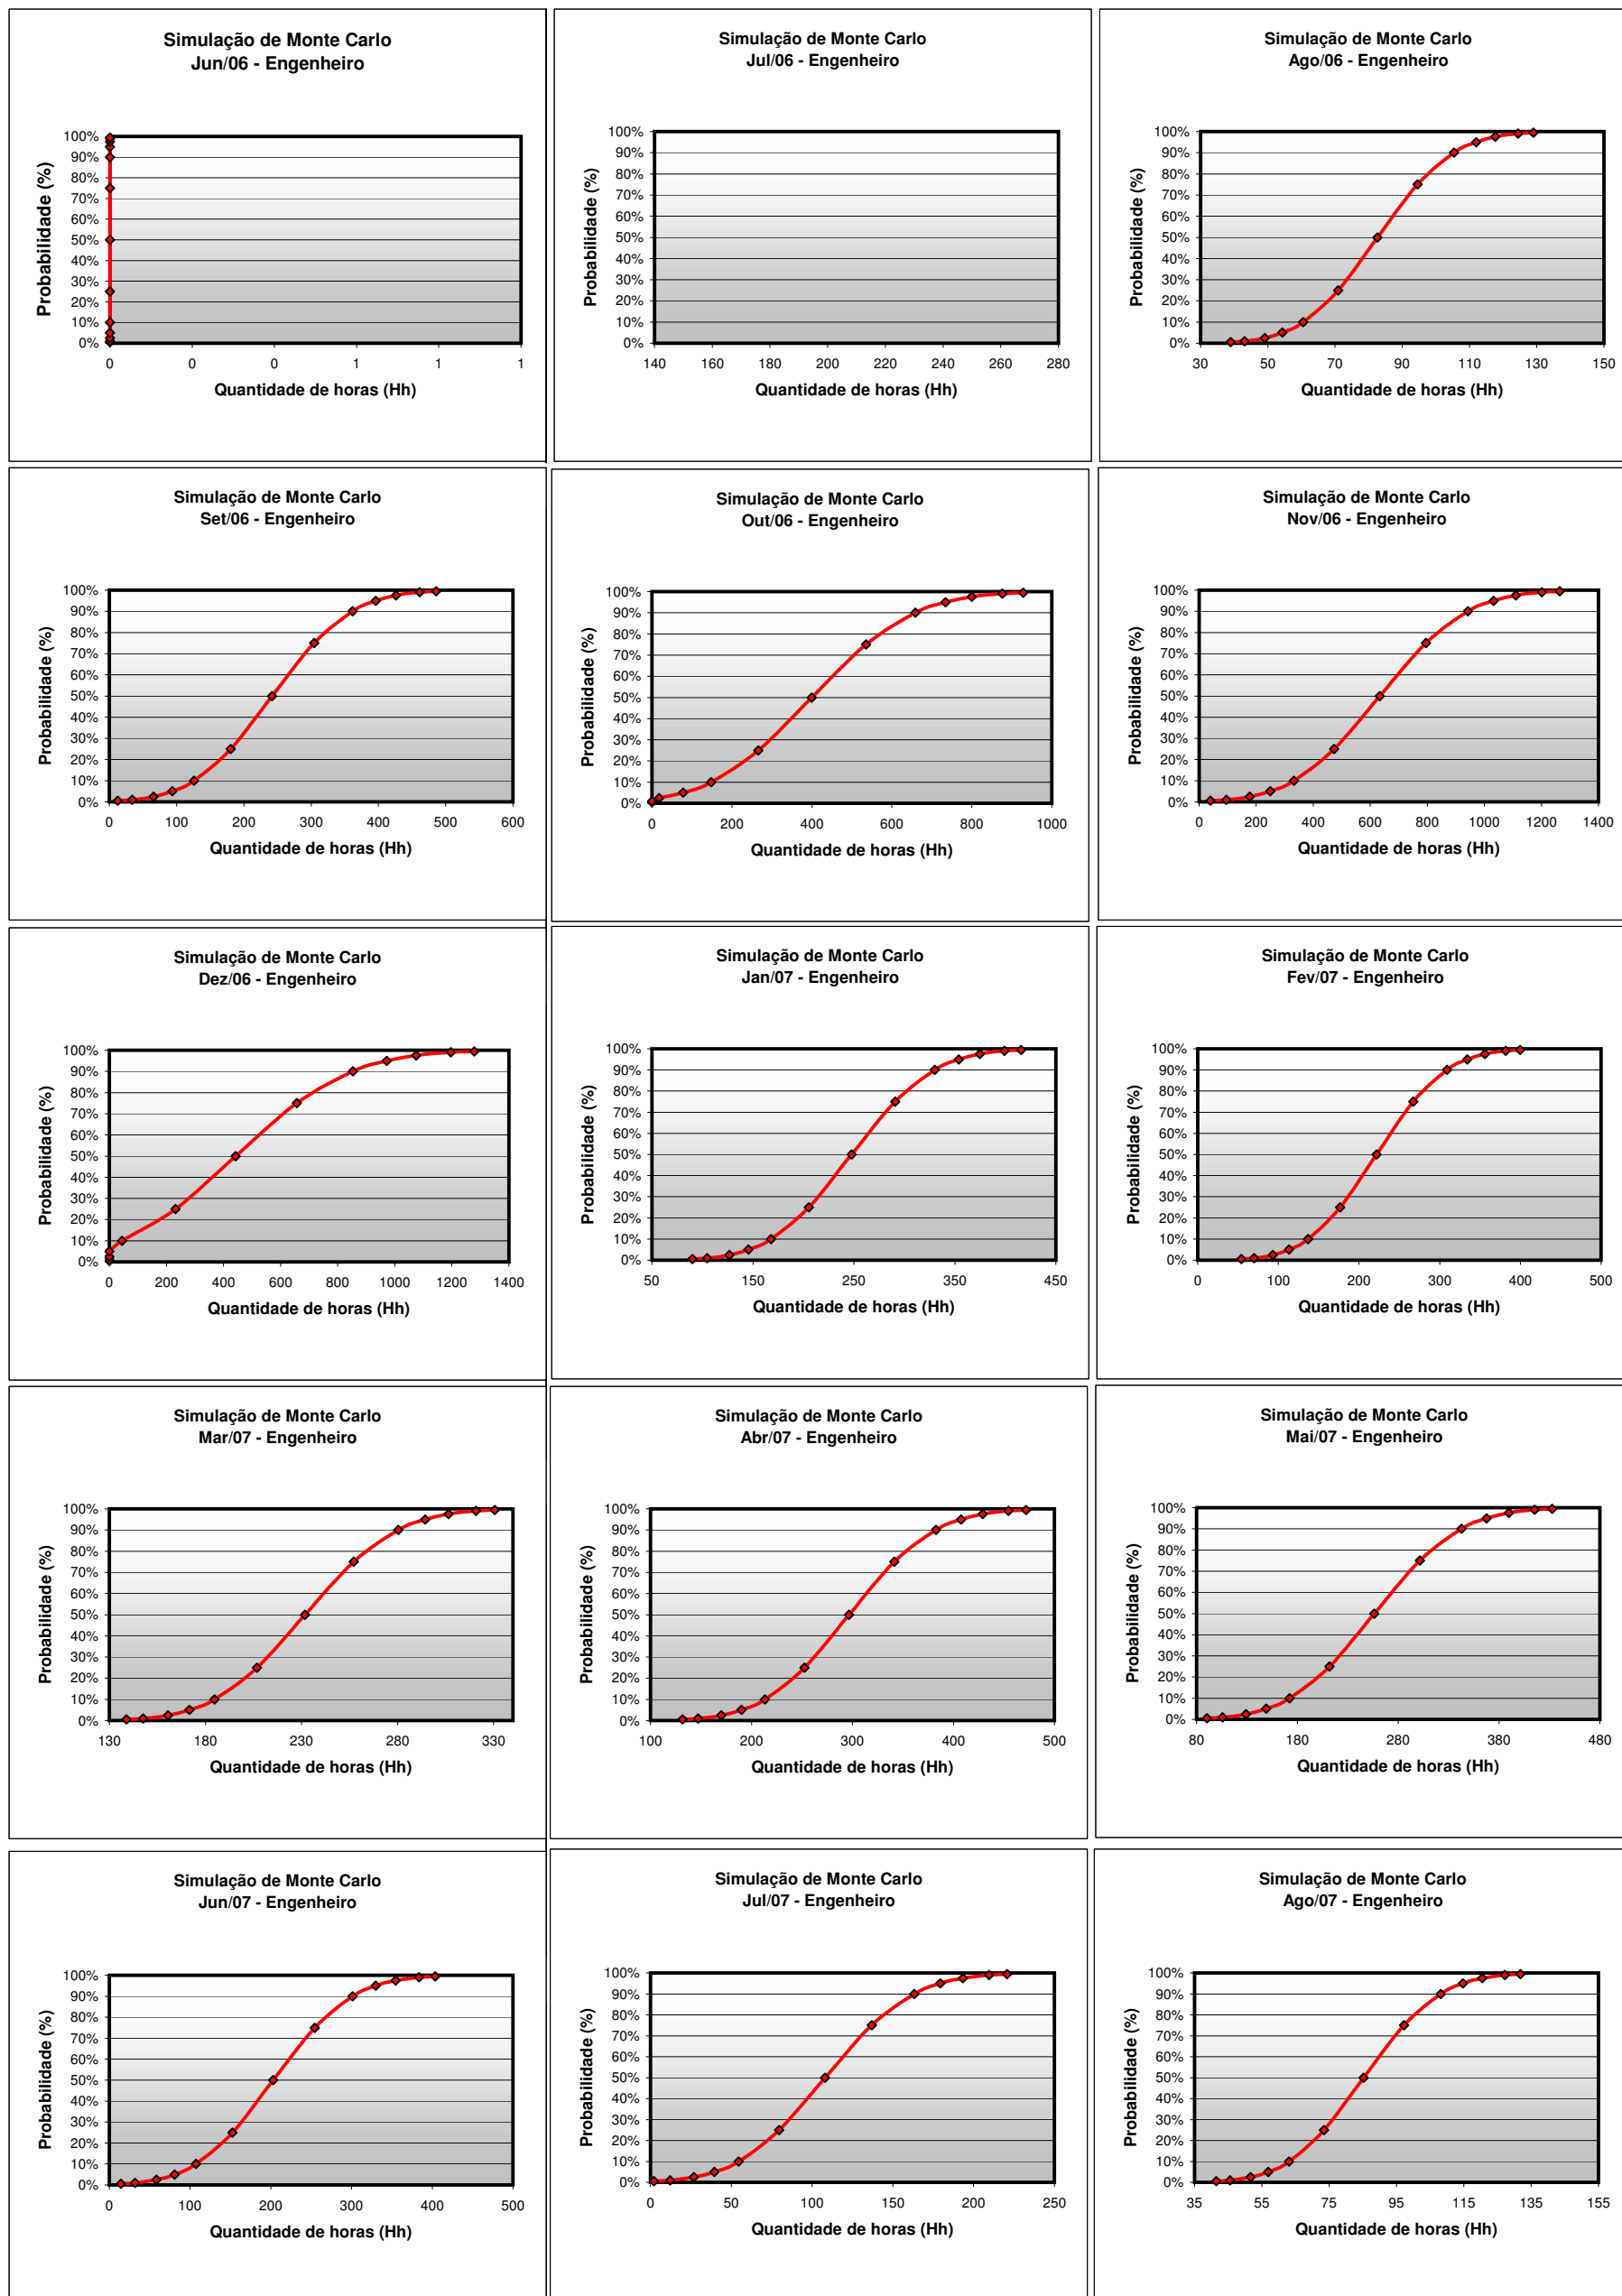 Simulação de Monte Carlo
Jun/06 - Engenheiro
100%
90%
80%
70%
60%
50%
40%
30%
20%
10%
0%
Probabilidade (%)
0 0 0 1 1 1
Quantidade de horas (Hh)
Simulação de Monte Carlo
Jul/06 - Engenheiro
100%
90%
80%
70%
60%
50%
40%
30%
20%
10%
0%
Probabilidade (%)
140 160 180 200 220 240 260 280
Quantidade de horas (Hh)
Simulação de Monte Carlo
Ago/06 - Engenheiro
100%
90%
80%
70%
60%
50%
40%
30%
20%
10%
0%
Probabilidade (%)
30 50 70 90 110 130 150
Quantidade de horas (Hh)
Simulação de Monte Carlo
Set/06 - Engenheiro
100%
90%
80%
70%
60%
50%
40%
30%
20%
10%
0%
Probabilidade (%)
0 100 200 300 400 500 600
Quantidade de horas (Hh)
Simulação de Monte Carlo
Out/06 - Engenheiro
100%
90%
80%
70%
60%
50%
40%
30%
20%
10%
0%
Probabilidade (%)
0 200 400 600 800 1000
Quantidade de horas (Hh)
Simulação de Monte Carlo
Nov/06 - Engenheiro
100%
90%
80%
70%
60%
50%
40%
30%
20%
10%
0%
Probabilidade (%)
0 200 400 600 800 1000 1200 1400
Quantidade de horas (Hh)
Simulação de Monte Carlo
Dez/06 - Engenheiro
100%
90%
80%
70%
60%
50%
40%
30%
20%
10%
0%
Probabilidade (%)
0 200 400 600 800 1000 1200 1400
Quantidade de horas (Hh)
Simulação de Monte Carlo
Jan/07 - Engenheiro
100%
90%
80%
70%
60%
50%
40%
30%
20%
10%
0%
Probabilidade (%)
50 150 250 350 450
Quantidade de horas (Hh)
Simulação de Monte Carlo
Fev/07 - Engenheiro
100%
90%
80%
70%
60%
50%
40%
30%
20%
10%
0%
Probabilidade (%)
0 100 200 300 400 500
Quantidade de horas (Hh)
Simulação de Monte Carlo
Mar/07 - Engenheiro
100%
90%
80%
70%
60%
50%
40%
30%
20%
10%
0%
Probabilidade (%)
130 180 230 280 330
Quantidade de horas (Hh)
Simulação de Monte Carlo
Abr/07 - Engenheiro
100%
90%
80%
70%
60%
50%
40%
30%
20%
10%
0%
Probabilidade (%)
100 200 300 400 500
Quantidade de horas (Hh)
Simulação de Monte Carlo
Mai/07 - Engenheiro
100%
90%
80%
70%
60%
50%
40%
30%
20%
10%
0%
Probabilidade (%)
80 180 280 380 480
Quantidade de horas (Hh)
Simulação de Monte Carlo
Jun/07 - Engenheiro
100%
90%
80%
70%
60%
50%
40%
30%
20%
10%
0%
Probabilidade (%)
0 100 200 300 400 500
Quantidade de horas (Hh)
Simulação de Monte Carlo
Jul/07 - Engenheiro
100%
90%
80%
70%
60%
50%
40%
30%
20%
10%
0%
Probabilidade (%)
0 50 100 150 200 250
Quantidade de horas (Hh)
Simulação de Monte Carlo
Ago/07 - Engenheiro
100%
90%
80%
70%
60%
50%
40%
30%
20%
10%
0%
Probabilidade (%)
35 55 75 95 115 135 155
Quantidade de horas (Hh)